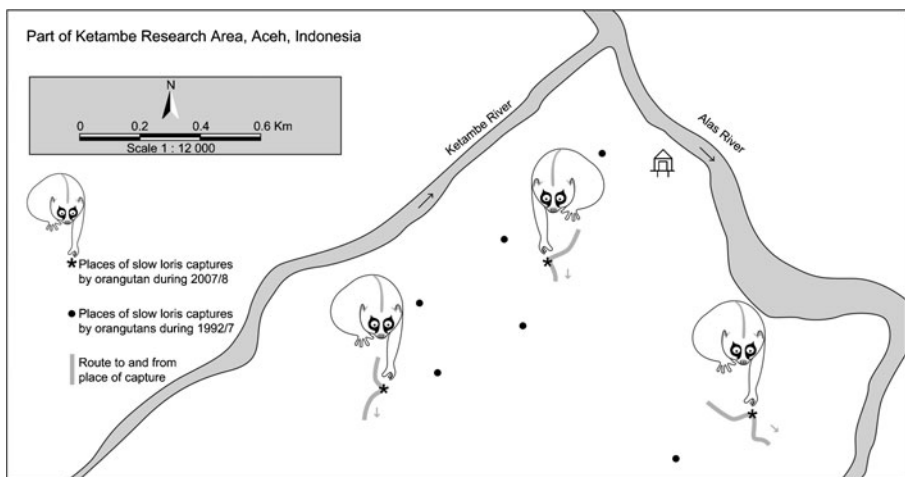 Part of Ketambe Research Area, Aceh, Indonesia
N
0 0.2 0.4 0.6 Km
Scale 1 : 12 000
Ketambe River
Alas River
* Places of slow loris captures
by orangutan during 2007/8
Places of slow loris captures
by orangutans during 1992/7
Route to and from
place of capture